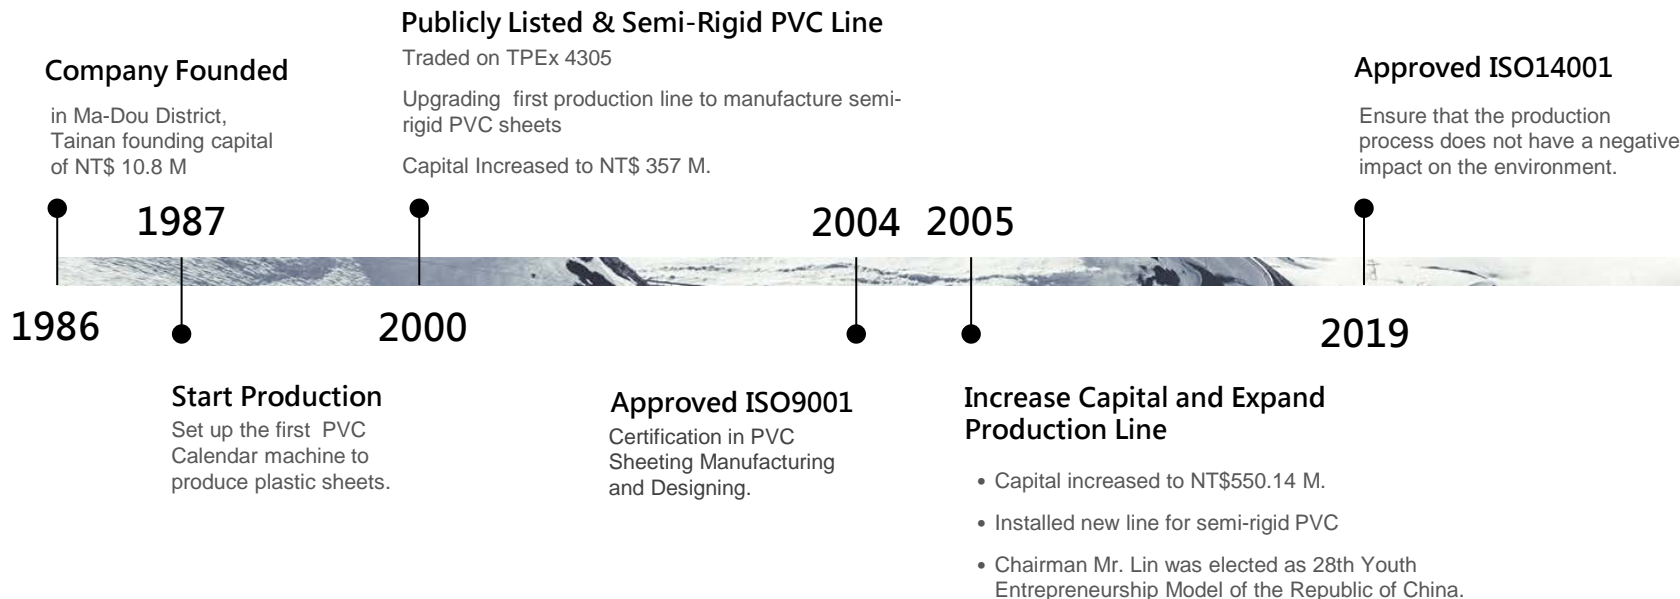 Company Founded
in Ma-Dou District,
Tainan founding capital
of NT$ 10.8 M
1986
1987
Start Production
Set up the first  PVC
Calendar machine to
produce plastic sheets.
Publicly Listed & Semi-Rigid PVC Line
Traded on TPEx 4305
Upgrading  first production line to manufacture semi-
rigid PVC sheets
Capital Increased to NT$ 357 M.
2000
2004
Approved ISO9001
Certification in PVC
Sheeting Manufacturing
and Designing.
2005
Increase Capital and Expand
Production Line
• Capital increased to NT$550.14 M.
• Installed new line for semi-rigid PVC
• Chairman Mr. Lin was elected as 28th Youth
Entrepreneurship Model of the Republic of China.
Approved ISO14001
Ensure that the production
process does not have a negative
impact on the environment.
2019